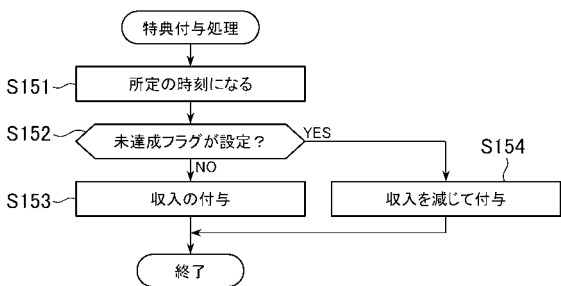 特典付与処理
S151
所定の時刻になる
S152
未達成フラグが設定？
YES
S154
NO
S153
収入の付与
収入を減じて付与
終了